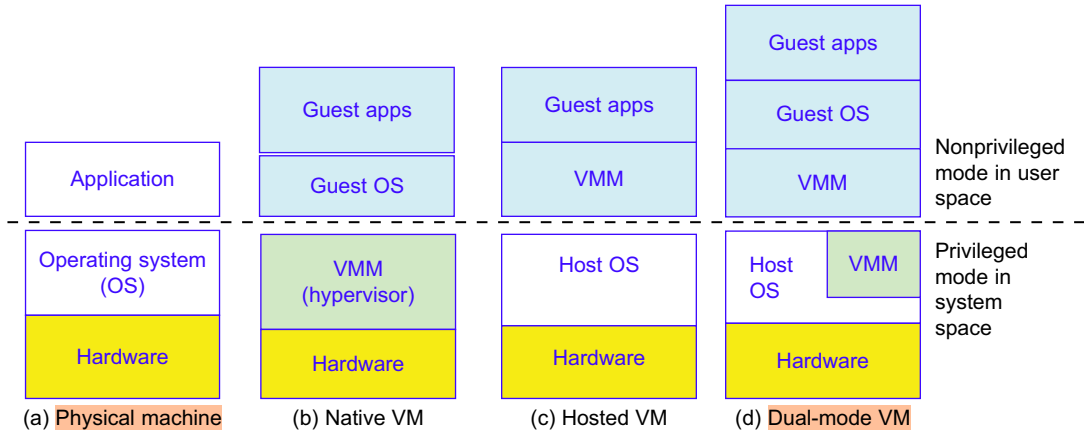 Application
Operating system
(OS)
Hardware
(a) Physical machine
Guest apps
Guest OS
VMM
(hypervisor)
Hardware
(b) Native VM
Guest apps
VMM
Host OS
Hardware
(c) Hosted VM
Guest apps
Guest OS
VMM
Host
OS
VMM
Hardware
(d) Dual-mode VM
Nonprivileged
mode in user
space
Privileged
mode in
system
space